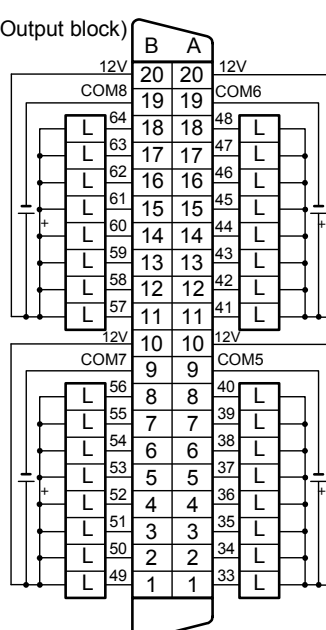 Output block)
B A
12V 20 20 12V
COM8 19 19 COM6
L 64 18 18 48 L
L 63 17 17 47 L
L 62 16 16 46 L
L 61 15 15 45 L
+ L 60 14 14 44 L +
L 59 13 13 43 L
L 58 12 12 42 L
L 57 11 11 41 L
12V 10 10 12V
COM7 9 9 COM5
L 56 8 8 40 L
L 55 7 7 39 L
L 54 6 6 38 L
L 53 5 5 37 L
+ L 52 4 4 36 L +
L 51 3 3 35 L
L 50 2 2 34 L
L 49 1 1 33 L